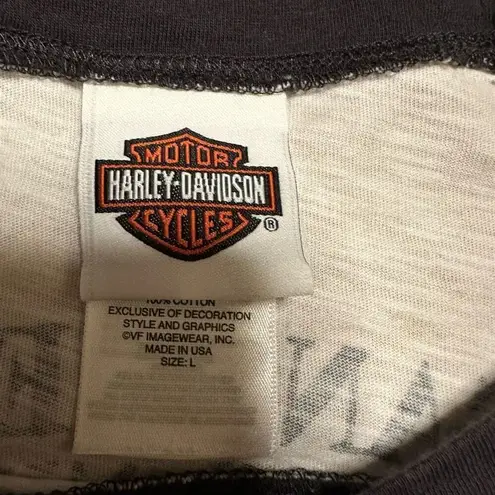 MOTOR
HARLEY-DAVIDSON
CYCLES
®
100% COTTON
EXCLUSIVE OF DECORATION
STYLE AND GRAPHICS
©VF IMAGEWEAR, INC.
MADE IN USA
SIZE: L